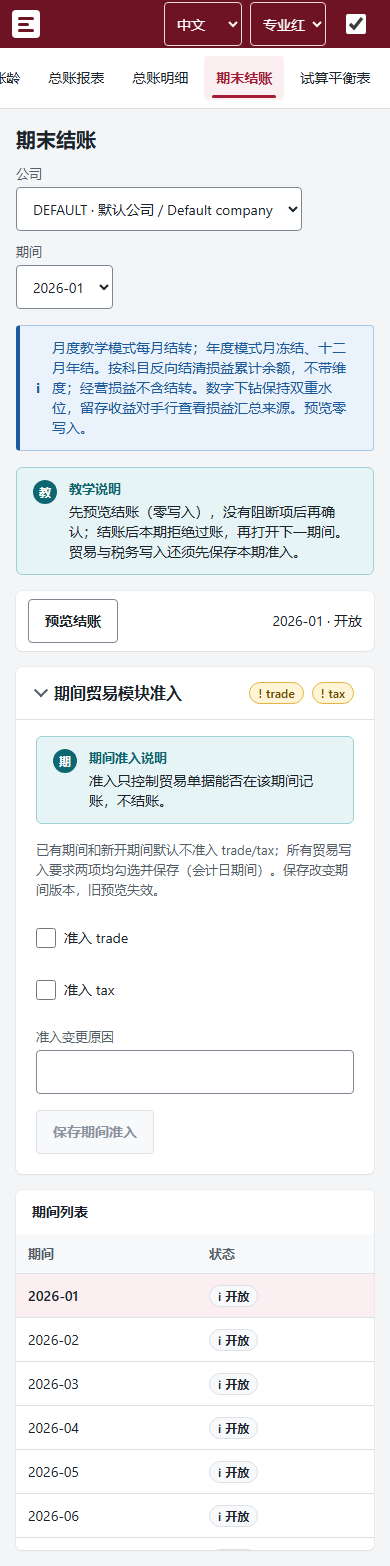 中文
专业红
账龄
总账报表
总账明细
期末结账
试算平衡表
期末结账
公司
DEFAULT · 默认公司 / Default company
期间
2026-01
i
月度教学模式每月结转；年度模式月冻结、十二
月年结。按科目反向结清损益累计余额，不带维
度；经营损益不含结转。数字下钻保持双重水
位，留存收益对手行查看损益汇总来源。预览零
写入。
教
教学说明
先预览结账（零写入），没有阻断项后再确
认；结账后本期拒绝过账，再打开下一期间。
贸易与税务写入还须先保存本期准入。
预览结账
2026-01 · 开放
期间贸易模块准入
! trade
! tax
期
期间准入说明
准入只控制贸易单据能否在该期间记
账，不结账。
已有期间和新开期间默认不准入 trade/tax；所有贸易写
入要求两项均勾选并保存（会计日期间）。保存改变期
间版本，旧预览失效。
准入 trade
准入 tax
准入变更原因
保存期间准入
期间列表
期间
状态
2026-01
i 开放
2026-02
i 开放
2026-03
i 开放
2026-04
i 开放
2026-05
i 开放
2026-06
i 开放